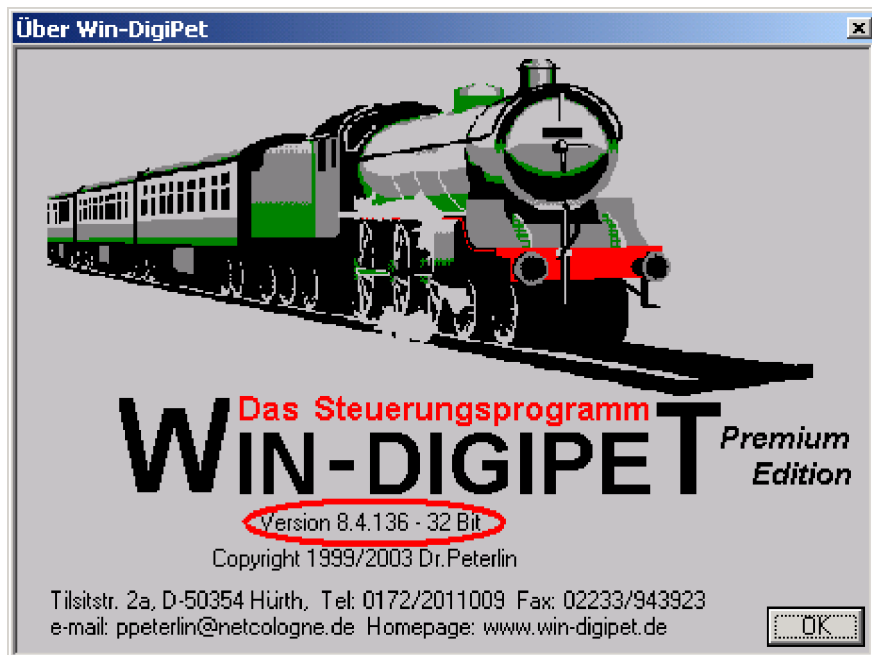 Über Win-DigiPet
Das Steuerungsprogramm
WIN-DIGIPET
Premium
Edition
Version 8.4.136 - 32 Bit
Copyright 1999/2003 Dr.Peterlin
Tilsitstr. 2a, D-50354 Hürth, Tel: 0172/2011009 Fax: 02233/943923
e-mail: ppeterlin@netcologne.de Homepage: www.win-digipet.de
OK